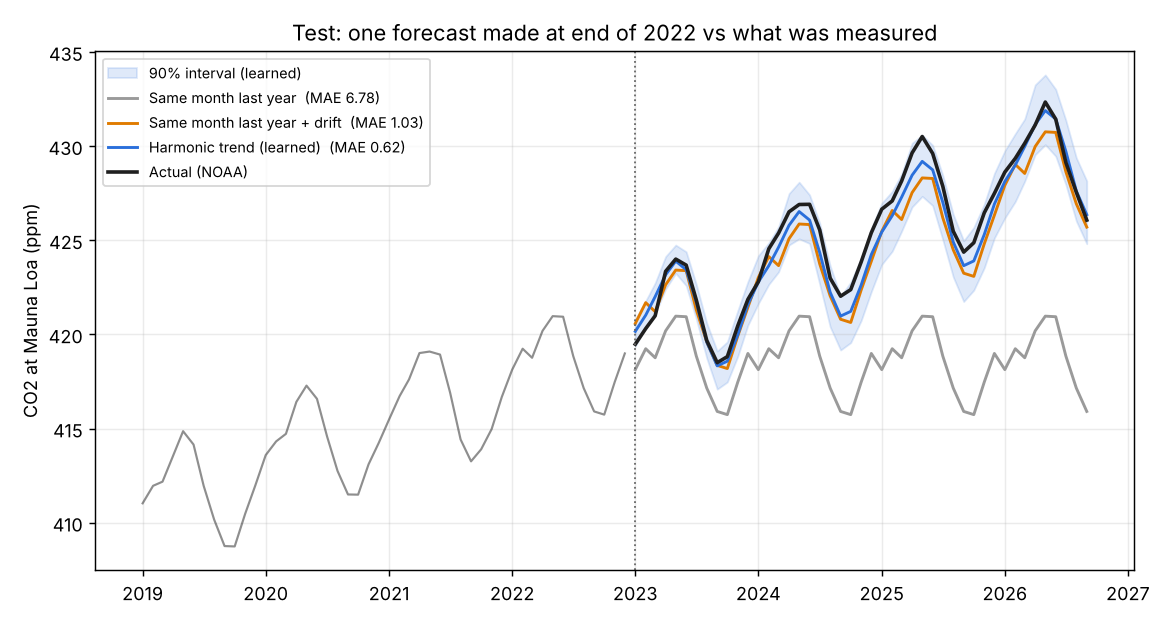 Test: one forecast made at end of 2022 vs what was measured
435
430
425
420
415
410
CO2 at Mauna Loa (ppm)
90% interval (learned)
Same month last year (MAE 6.78)
Same month last year + drift (MAE 1.03)
Harmonic trend (learned) (MAE 0.62)
Actual (NOAA)
2019 2020 2021 2022 2023 2024 2025 2026 2027